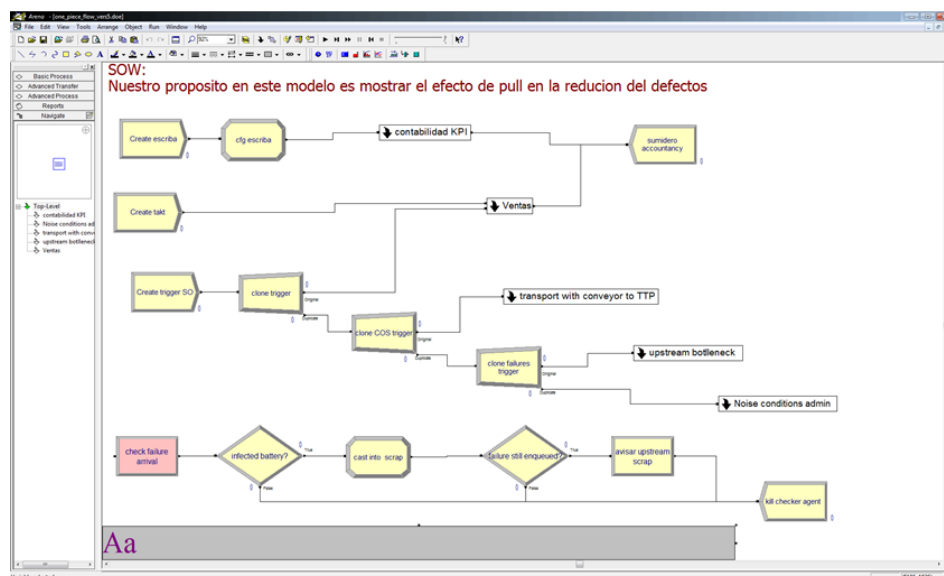 Arena - [one_piece_flow_vers5.doe]
File Edit View Tools Arrange Object Run Window Help
Basic Process
Advanced Transfer
Advanced Process
Reports
Navigate
Top-Level
contabilidad KPI
Noise conditions ad
transport with conv
upstream botlleneck
Ventas
SOW:
Nuestro proposito en este modelo es mostrar el efecto de pull en la reducion del defectos
Create escriba
cfg escriba
contabilidad KPI
sumidero accountancy
Create takt
Ventas
Create trigger SO
clone trigger
Original
Duplicate
transport with conveyor to TTP
clone COS trigger
Original
Duplicate
upstream botlleneck
clone failures trigger
Original
Duplicate
Noise conditions admin
check failure arrival
infected battery?
True
False
cast into scrap
failure still enqueued?
True
False
avisar upstream scrap
kill checker agent
Aa